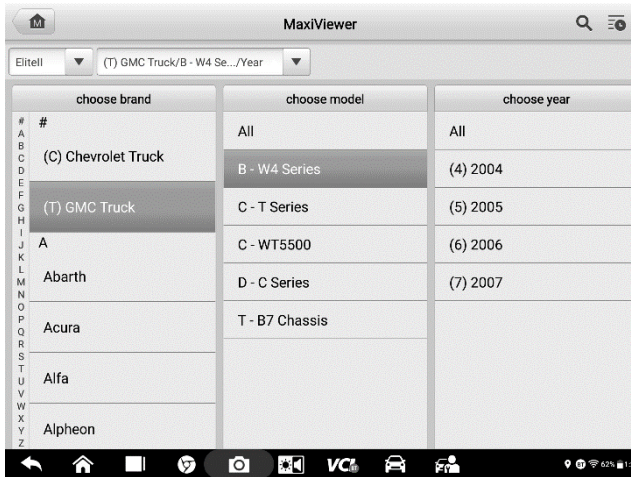 M
MaxiViewer
Elitell
(T) GMC Truck/B - W4 Se.../Year
choose brand
#
A
B
C
D
E
F
G
H
I
J
K
L
M
N
O
P
Q
R
S
T
U
V
W
X
Y
Z
#
(C) Chevrolet Truck
(T) GMC Truck
A
Abarth
Acura
Alfa
Alpheon
choose model
All
B - W4 Series
C - T Series
C - WT5500
D - C Series
T - B7 Chassis
choose year
All
(4) 2004
(5) 2005
(6) 2006
(7) 2007
VCI
62%